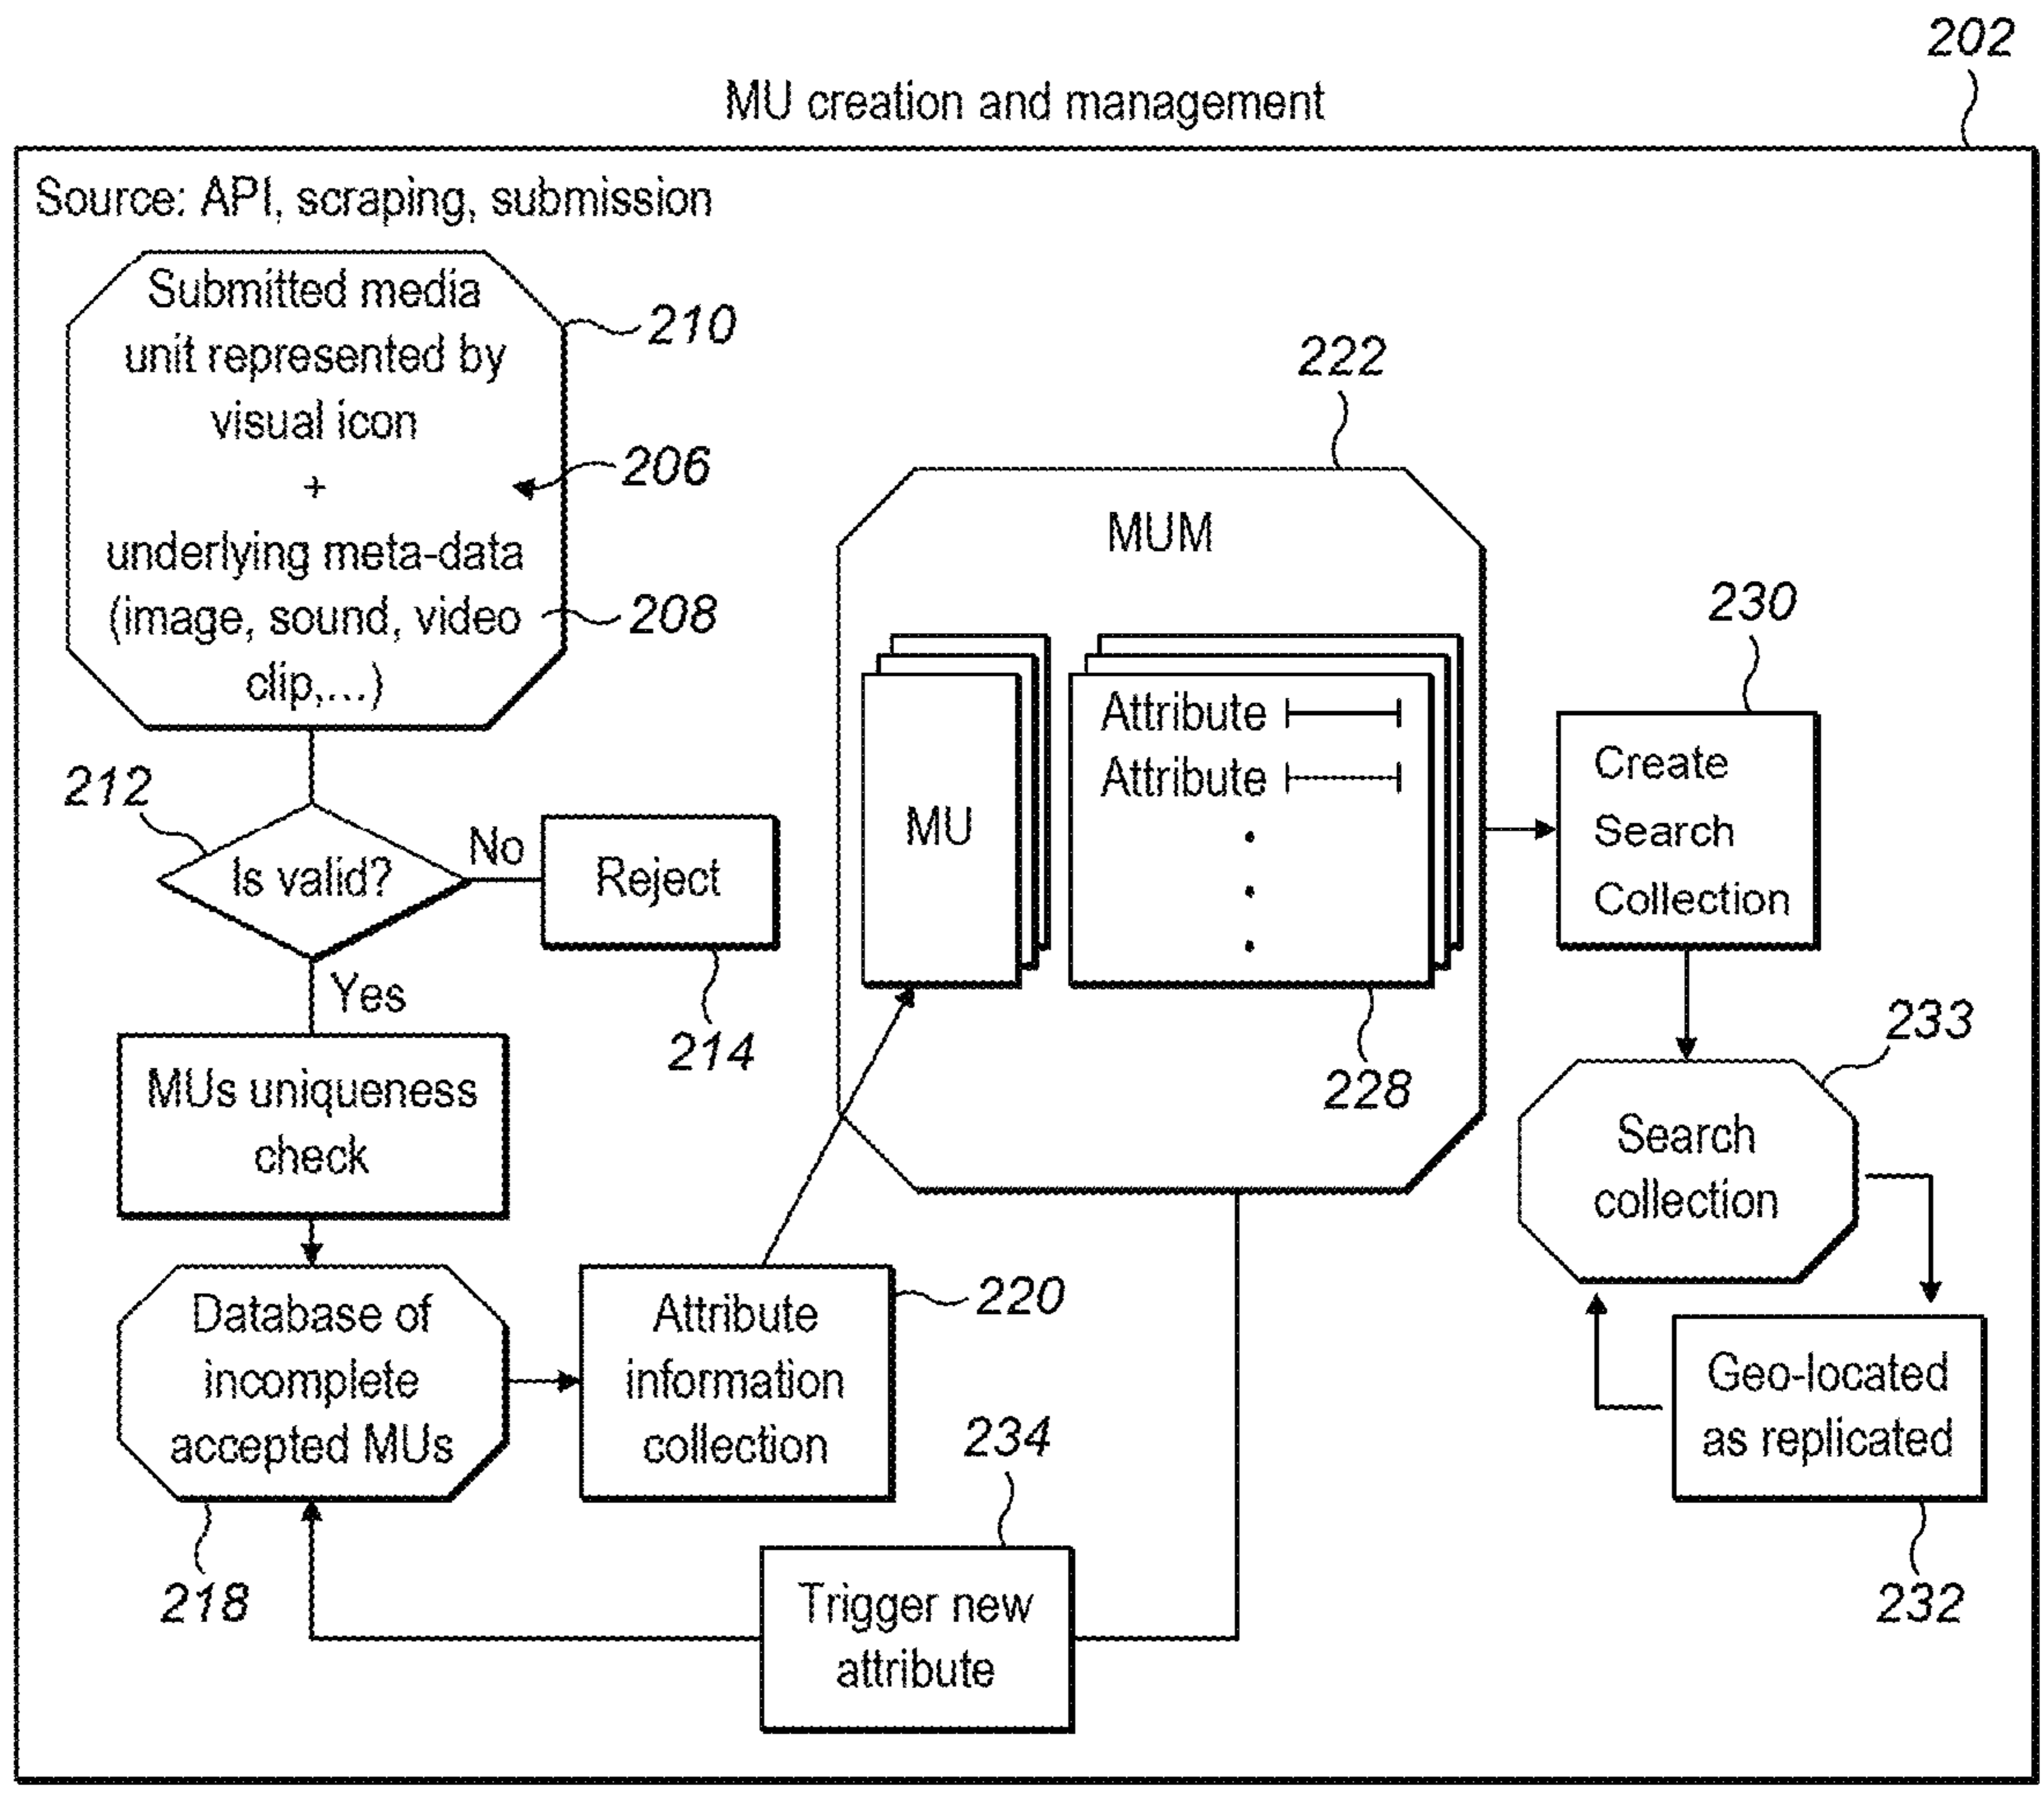 202
MU creation and management
Source: API, scraping, submission
Submitted media
unit represented by
visual icon
+
underlying meta-data
(image, sound, video
clip,...)
210
206
208
212
Is valid?
No
Reject
214
Yes
MUs uniqueness
check
Database of
incomplete
accepted MUs
218
Attribute
information
collection
220
222
MUM
MU
Attribute
Attribute
228
230
Create
Search
Collection
233
Search
collection
Geo-located
as replicated
232
234
Trigger new
attribute